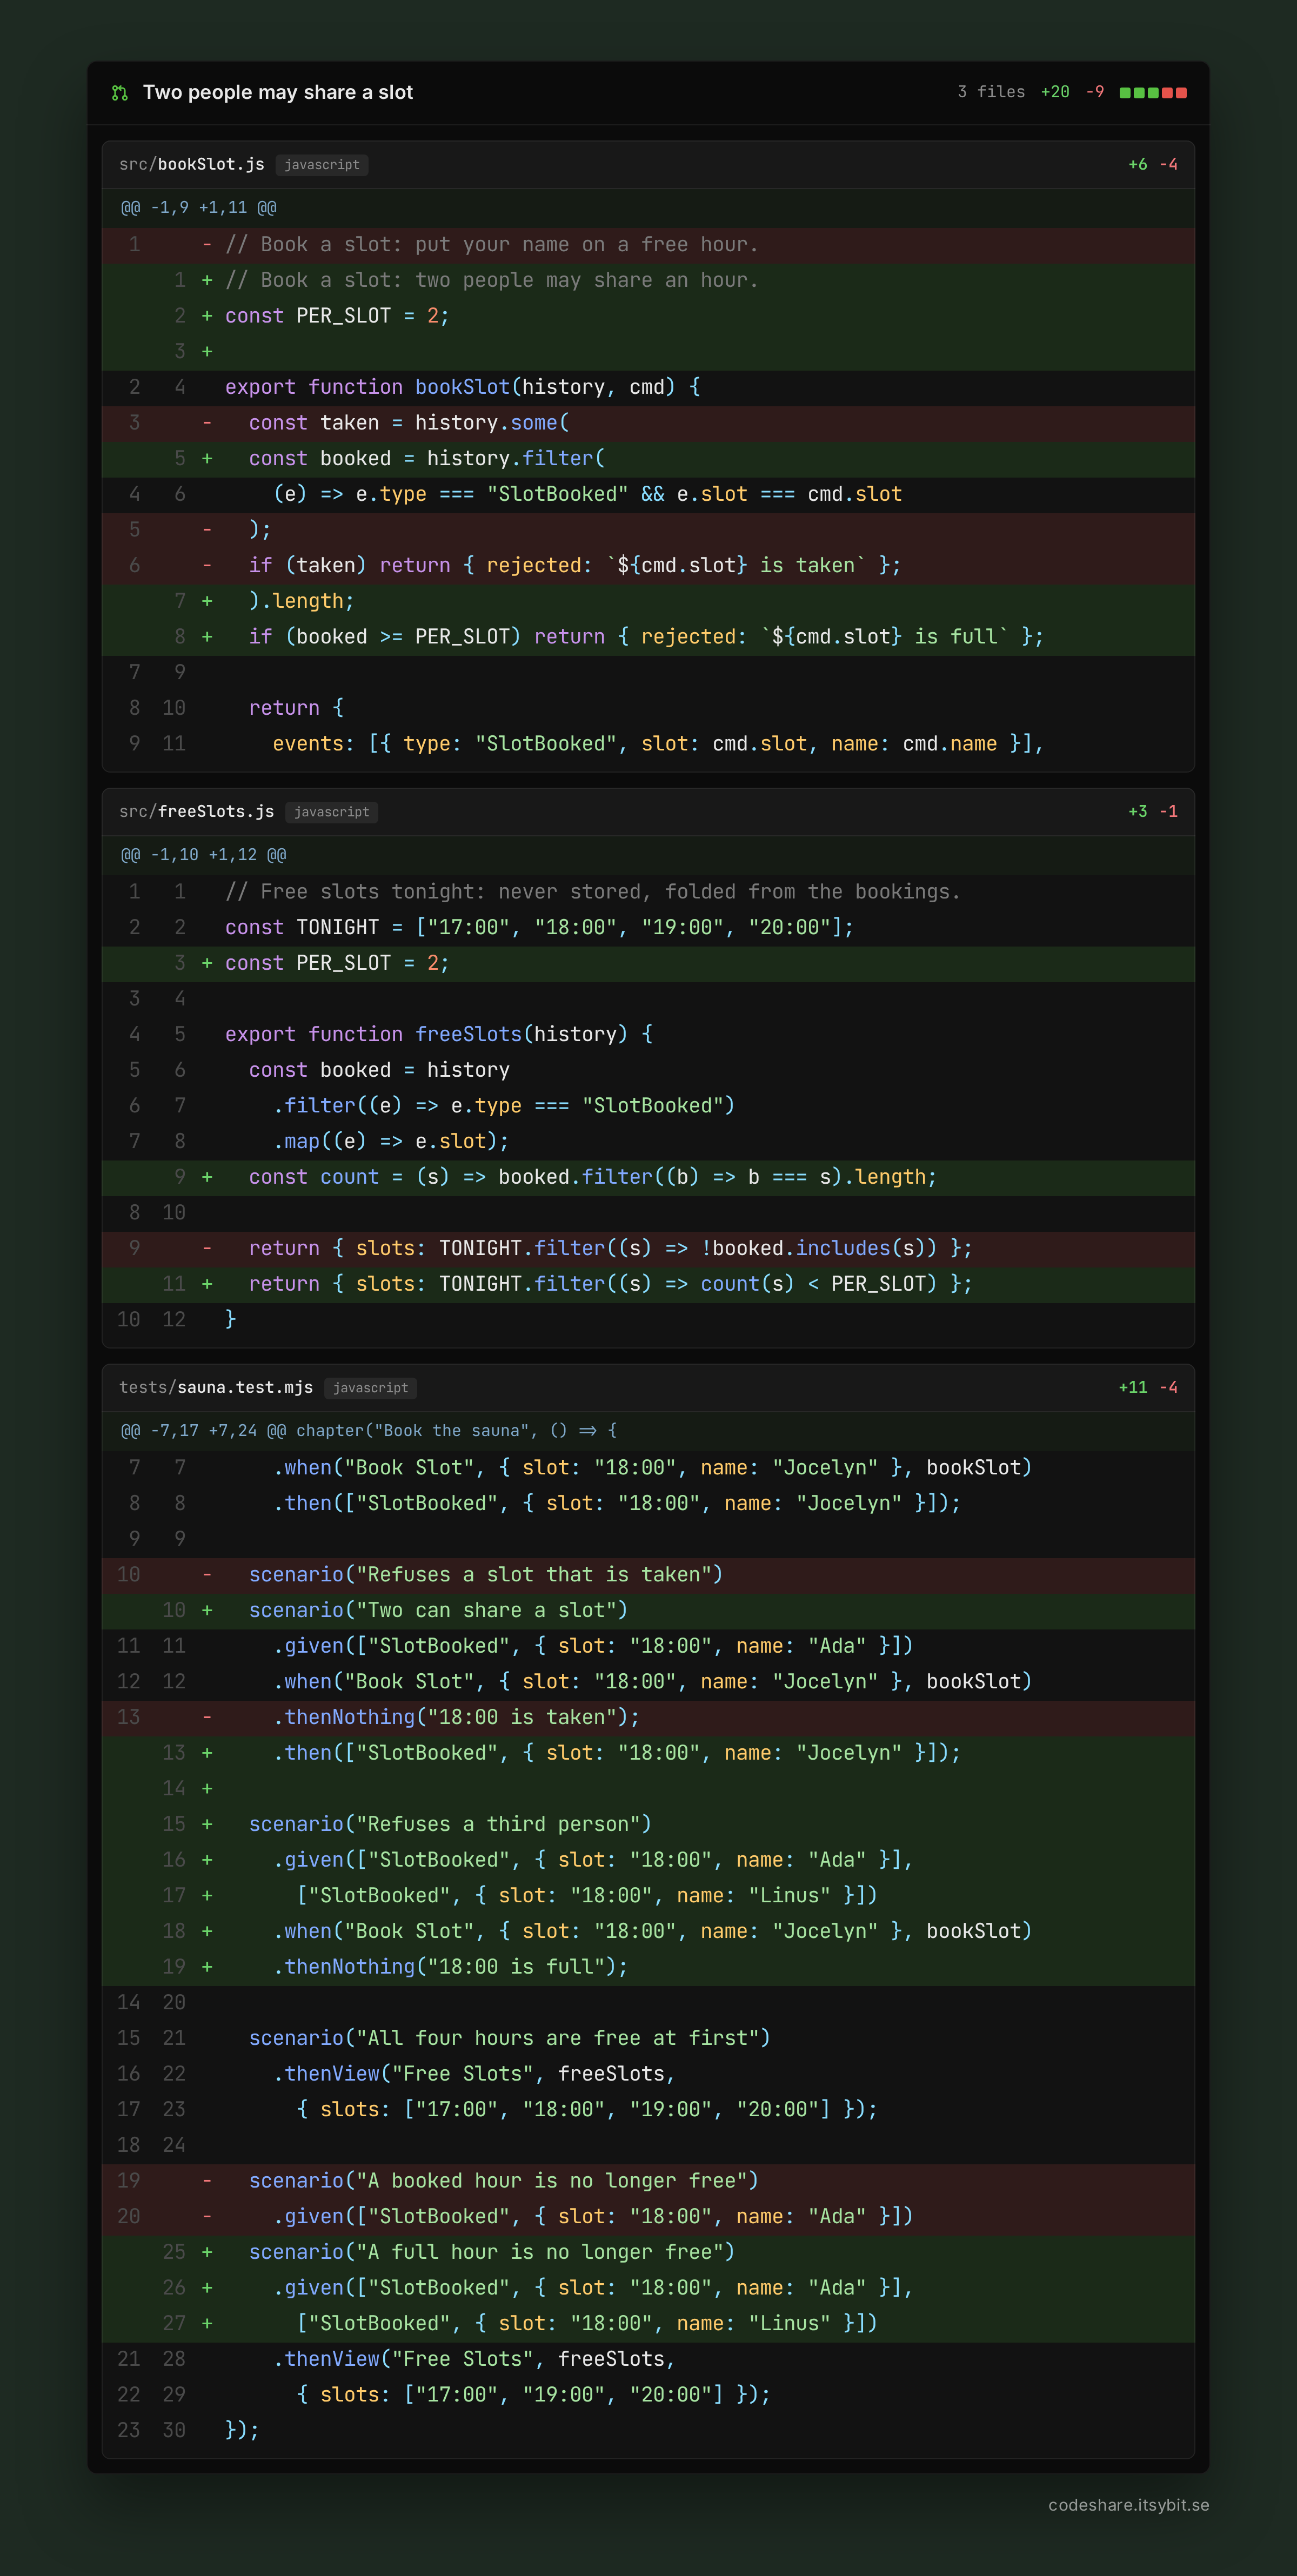 Two people may share a slot 3 files +20 -9
src/bookSlot.js javascript +6 -4
@@ -1,9 +1,11 @@
1 - // Book a slot: put your name on a free hour.
1 + // Book a slot: two people may share an hour.
2 + const PER_SLOT = 2;
3 +
2 4 export function bookSlot(history, cmd) {
3 - const taken = history.some(
5 + const booked = history.filter(
4 6 (e) => e.type === "SlotBooked" && e.slot === cmd.slot
5 - );
6 - if (taken) return { rejected: `${cmd.slot} is taken` };
7 + ).length;
8 + if (booked >= PER_SLOT) return { rejected: `${cmd.slot} is full` };
7 9
8 10 return {
9 11 events: [{ type: "SlotBooked", slot: cmd.slot, name: cmd.name }],
src/freeSlots.js javascript +3 -1
@@ -1,10 +1,12 @@
1 1 // Free slots tonight: never stored, folded from the bookings.
2 2 const TONIGHT = ["17:00", "18:00", "19:00", "20:00"];
3 + const PER_SLOT = 2;
3 4
4 5 export function freeSlots(history) {
5 6 const booked = history
6 7 .filter((e) => e.type === "SlotBooked")
7 8 .map((e) => e.slot);
9 + const count = (s) => booked.filter((b) => b === s).length;
8 10
9 - return { slots: TONIGHT.filter((s) => !booked.includes(s)) };
11 + return { slots: TONIGHT.filter((s) => count(s) < PER_SLOT) };
10 12 }
tests/sauna.test.mjs javascript +11 -4
@@ -7,17 +7,24 @@ chapter("Book the sauna", () => {
7 7 .when("Book Slot", { slot: "18:00", name: "Jocelyn" }, bookSlot)
8 8 .then(["SlotBooked", { slot: "18:00", name: "Jocelyn" }]);
9 9
10 - scenario("Refuses a slot that is taken")
10 + scenario("Two can share a slot")
11 11 .given(["SlotBooked", { slot: "18:00", name: "Ada" }])
12 12 .when("Book Slot", { slot: "18:00", name: "Jocelyn" }, bookSlot)
13 - .thenNothing("18:00 is taken");
13 + .then(["SlotBooked", { slot: "18:00", name: "Jocelyn" }]);
14 +
15 + scenario("Refuses a third person")
16 + .given(["SlotBooked", { slot: "18:00", name: "Ada" }],
17 + ["SlotBooked", { slot: "18:00", name: "Linus" }])
18 + .when("Book Slot", { slot: "18:00", name: "Jocelyn" }, bookSlot)
19 + .thenNothing("18:00 is full");
14 20
15 21 scenario("All four hours are free at first")
16 22 .thenView("Free Slots", freeSlots,
17 23 { slots: ["17:00", "18:00", "19:00", "20:00"] });
18 24
19 - scenario("A booked hour is no longer free")
20 - .given(["SlotBooked", { slot: "18:00", name: "Ada" }])
25 + scenario("A full hour is no longer free")
26 + .given(["SlotBooked", { slot: "18:00", name: "Ada" }],
27 + ["SlotBooked", { slot: "18:00", name: "Linus" }])
21 28 .thenView("Free Slots", freeSlots,
22 29 { slots: ["17:00", "19:00", "20:00"] });
23 30 });
codeshare.itsybit.se